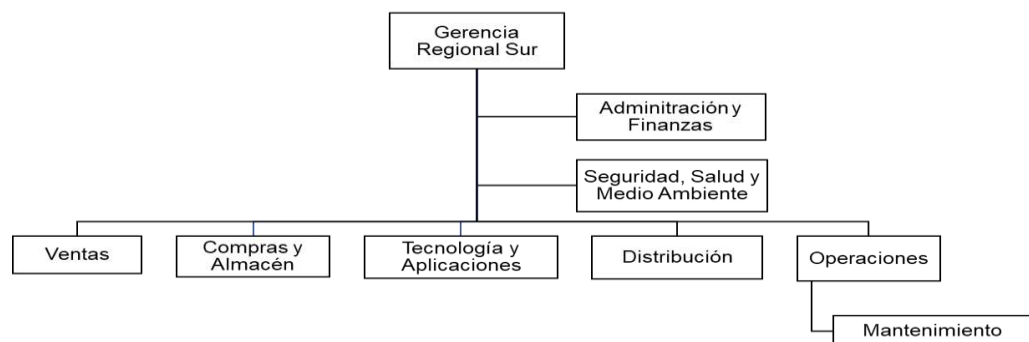 Gerencia
Regional Sur
Adminitración y
Finanzas
Seguridad, Salud y
Medio Ambiente
Ventas
Compras y
Almacén
Tecnología y
Aplicaciones
Distribución
Operaciones
Mantenimiento